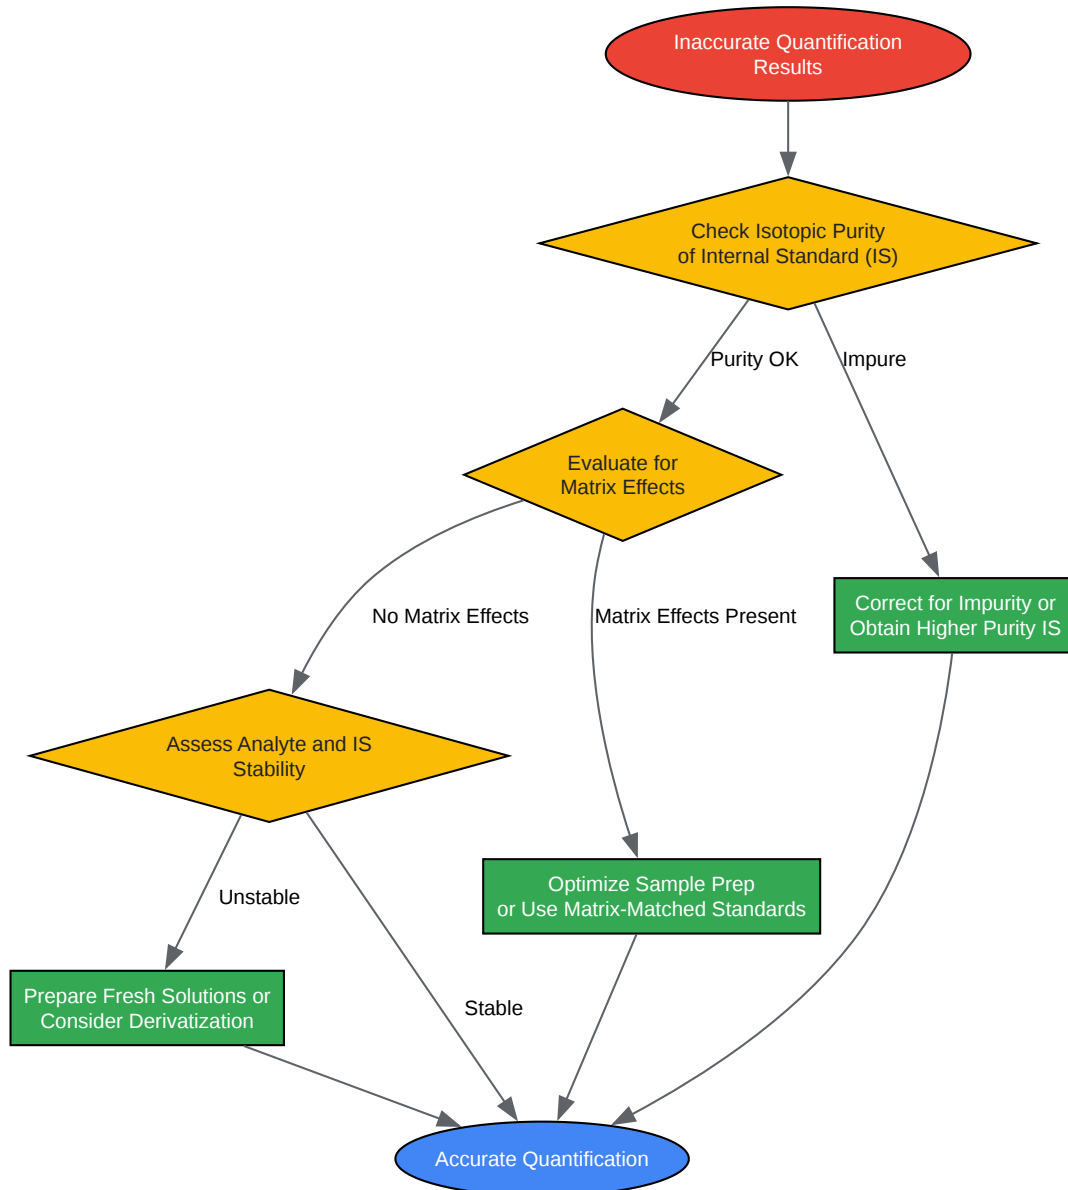 Inaccurate Quantification
Results
Check Isotopic Purity
of Internal Standard (IS)
Purity OK
Impure
Evaluate for
Matrix Effects
No Matrix Effects
Matrix Effects Present
Correct for Impurity or
Obtain Higher Purity IS
Assess Analyte and IS
Stability
Unstable
Optimize Sample Prep
or Use Matrix-Matched Standards
Prepare Fresh Solutions or
Consider Derivatization
Stable
Accurate Quantification